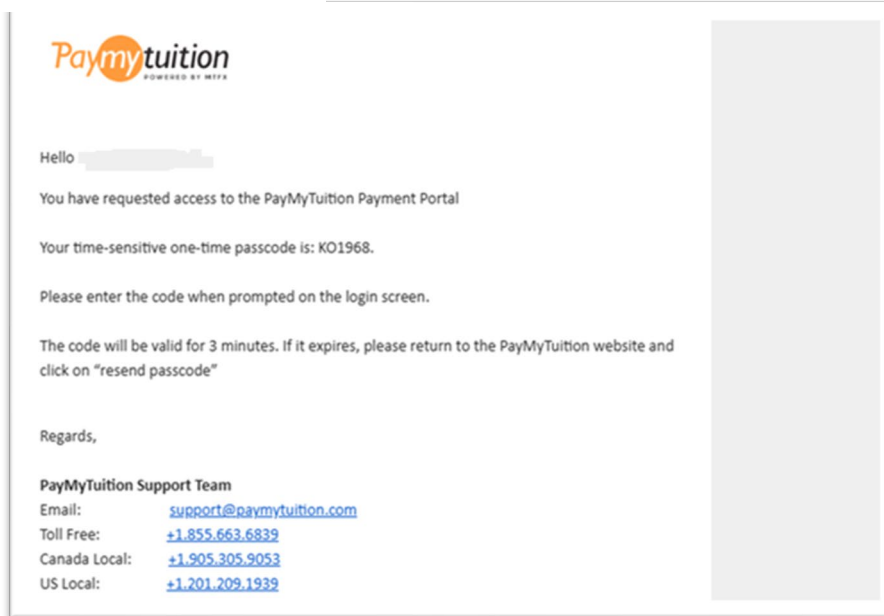 Paymytuition
POWERED BY MTFX
Hello
You have requested access to the PayMyTuition Payment Portal
Your time-sensitive one-time passcode is: KO1968.
Please enter the code when prompted on the login screen.
The code will be valid for 3 minutes. If it expires, please return to the PayMyTuition website and
click on “resend passcode”
Regards,
PayMyTuition Support Team
Email: support@paymytuition.com
Toll Free: +1.855.663.6839
Canada Local: +1.905.305.9053
US Local: +1.201.209.1939